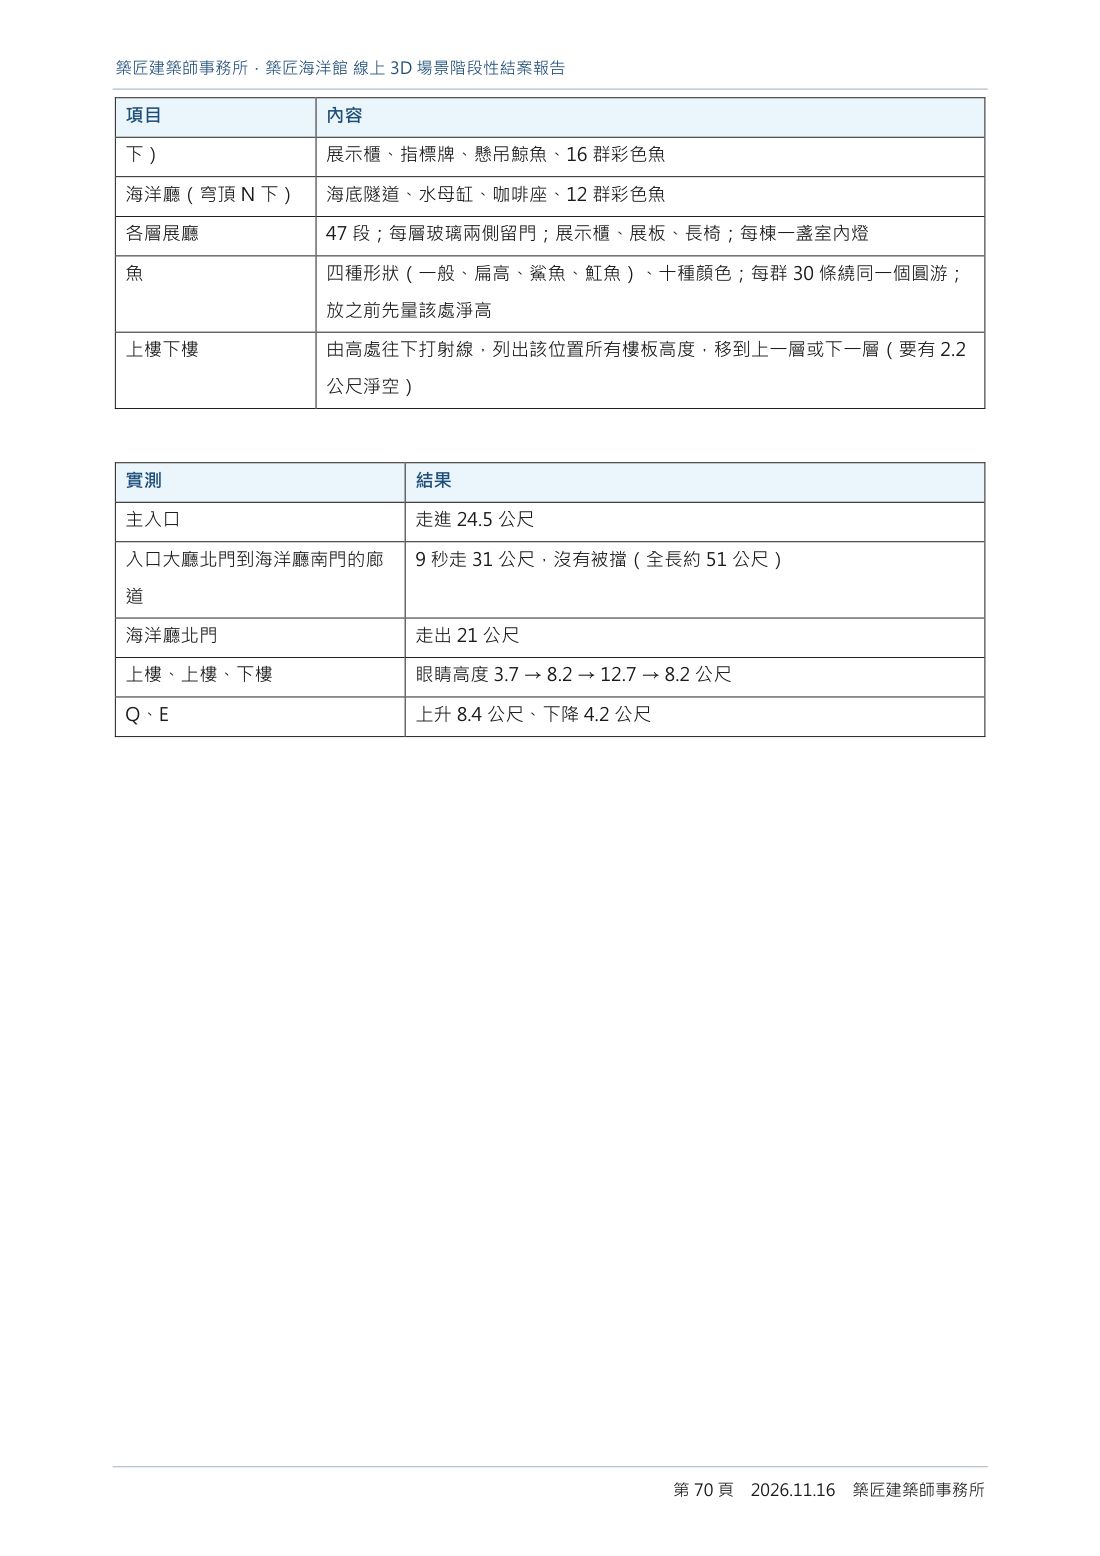 築匠建築師事務所．築匠海洋館 線上 3D 場景階段性結案報告
項目 內容
下） 展示櫃、指標牌、懸吊鯨魚、16 群彩色魚
海洋廳（穹頂 N 下） 海底隧道、水母缸、咖啡座、12 群彩色魚
各層展廳 47 段；每層玻璃兩側留門；展示櫃、展板、長椅；每棟一盞室內燈
魚 四種形狀（一般、扁高、鯊魚、魟魚）、十種顏色；每群 30 條繞同一個圓游；
放之前先量該處淨高
上樓下樓 由高處往下打射線，列出該位置所有樓板高度，移到上一層或下一層（要有 2.2
公尺淨空）
實測 結果
主入口 走進 24.5 公尺
入口大廳北門到海洋廳南門的廊 9 秒走 31 公尺，沒有被擋（全長約 51 公尺）
道
海洋廳北門 走出 21 公尺
上樓、上樓、下樓 眼睛高度 3.7 → 8.2 → 12.7 → 8.2 公尺
Q、E 上升 8.4 公尺、下降 4.2 公尺
第 70 頁 2026.11.16 築匠建築師事務所